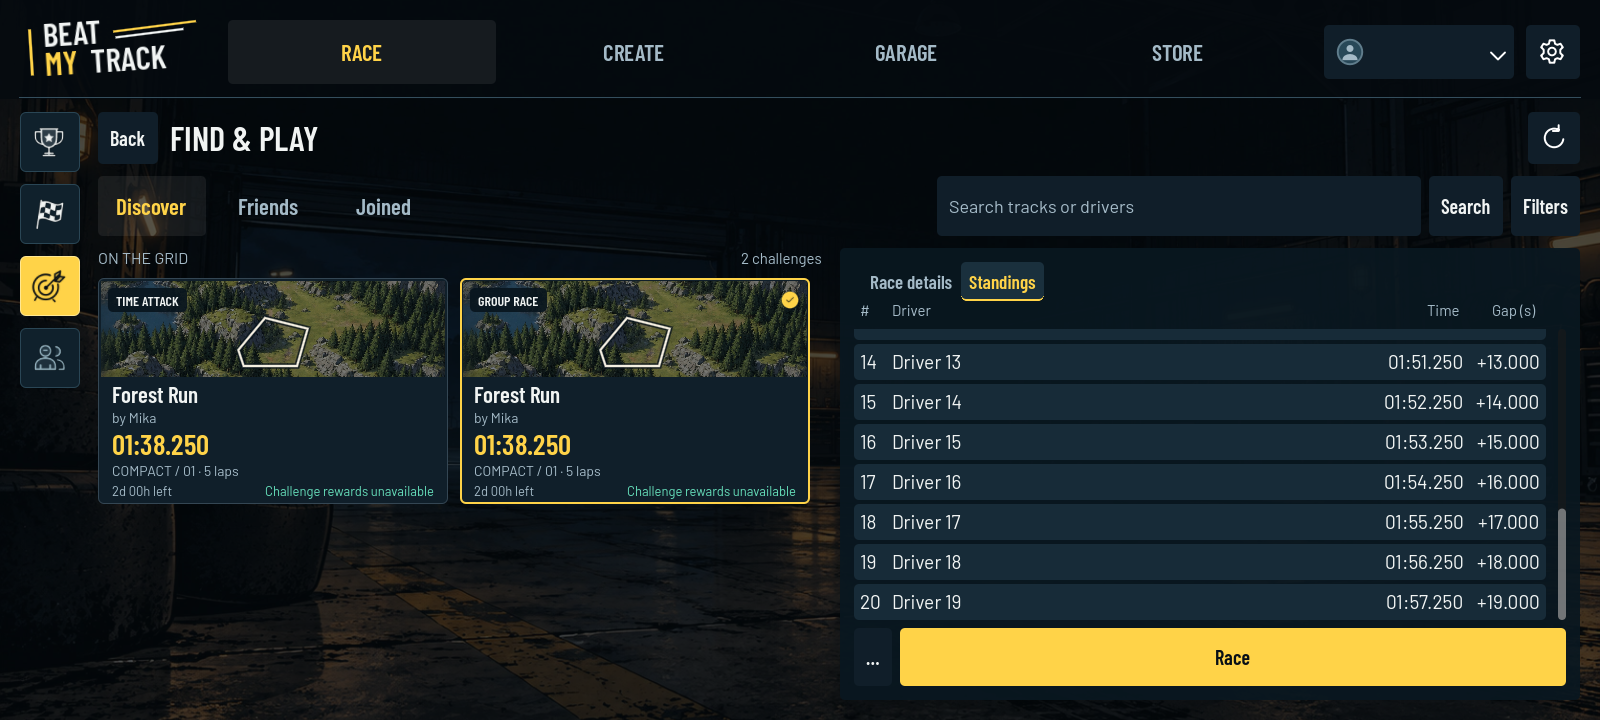 BEAT
MY TRACK
RACE
CREATE
GARAGE
STORE
Back
FIND & PLAY
Discover
Friends
Joined
Search tracks or drivers
Search
Filters
ON THE GRID
2 challenges
TIME ATTACK
Forest Run
by Mika
01:38.250
COMPACT / 01 · 5 laps
2d 00h left
Challenge rewards unavailable
GROUP RACE
Forest Run
by Mika
01:38.250
COMPACT / 01 · 5 laps
2d 00h left
Challenge rewards unavailable
Race details
Standings
# Driver Time Gap (s)
14 Driver 13 01:51.250 +13.000
15 Driver 14 01:52.250 +14.000
16 Driver 15 01:53.250 +15.000
17 Driver 16 01:54.250 +16.000
18 Driver 17 01:55.250 +17.000
19 Driver 18 01:56.250 +18.000
20 Driver 19 01:57.250 +19.000
...
Race